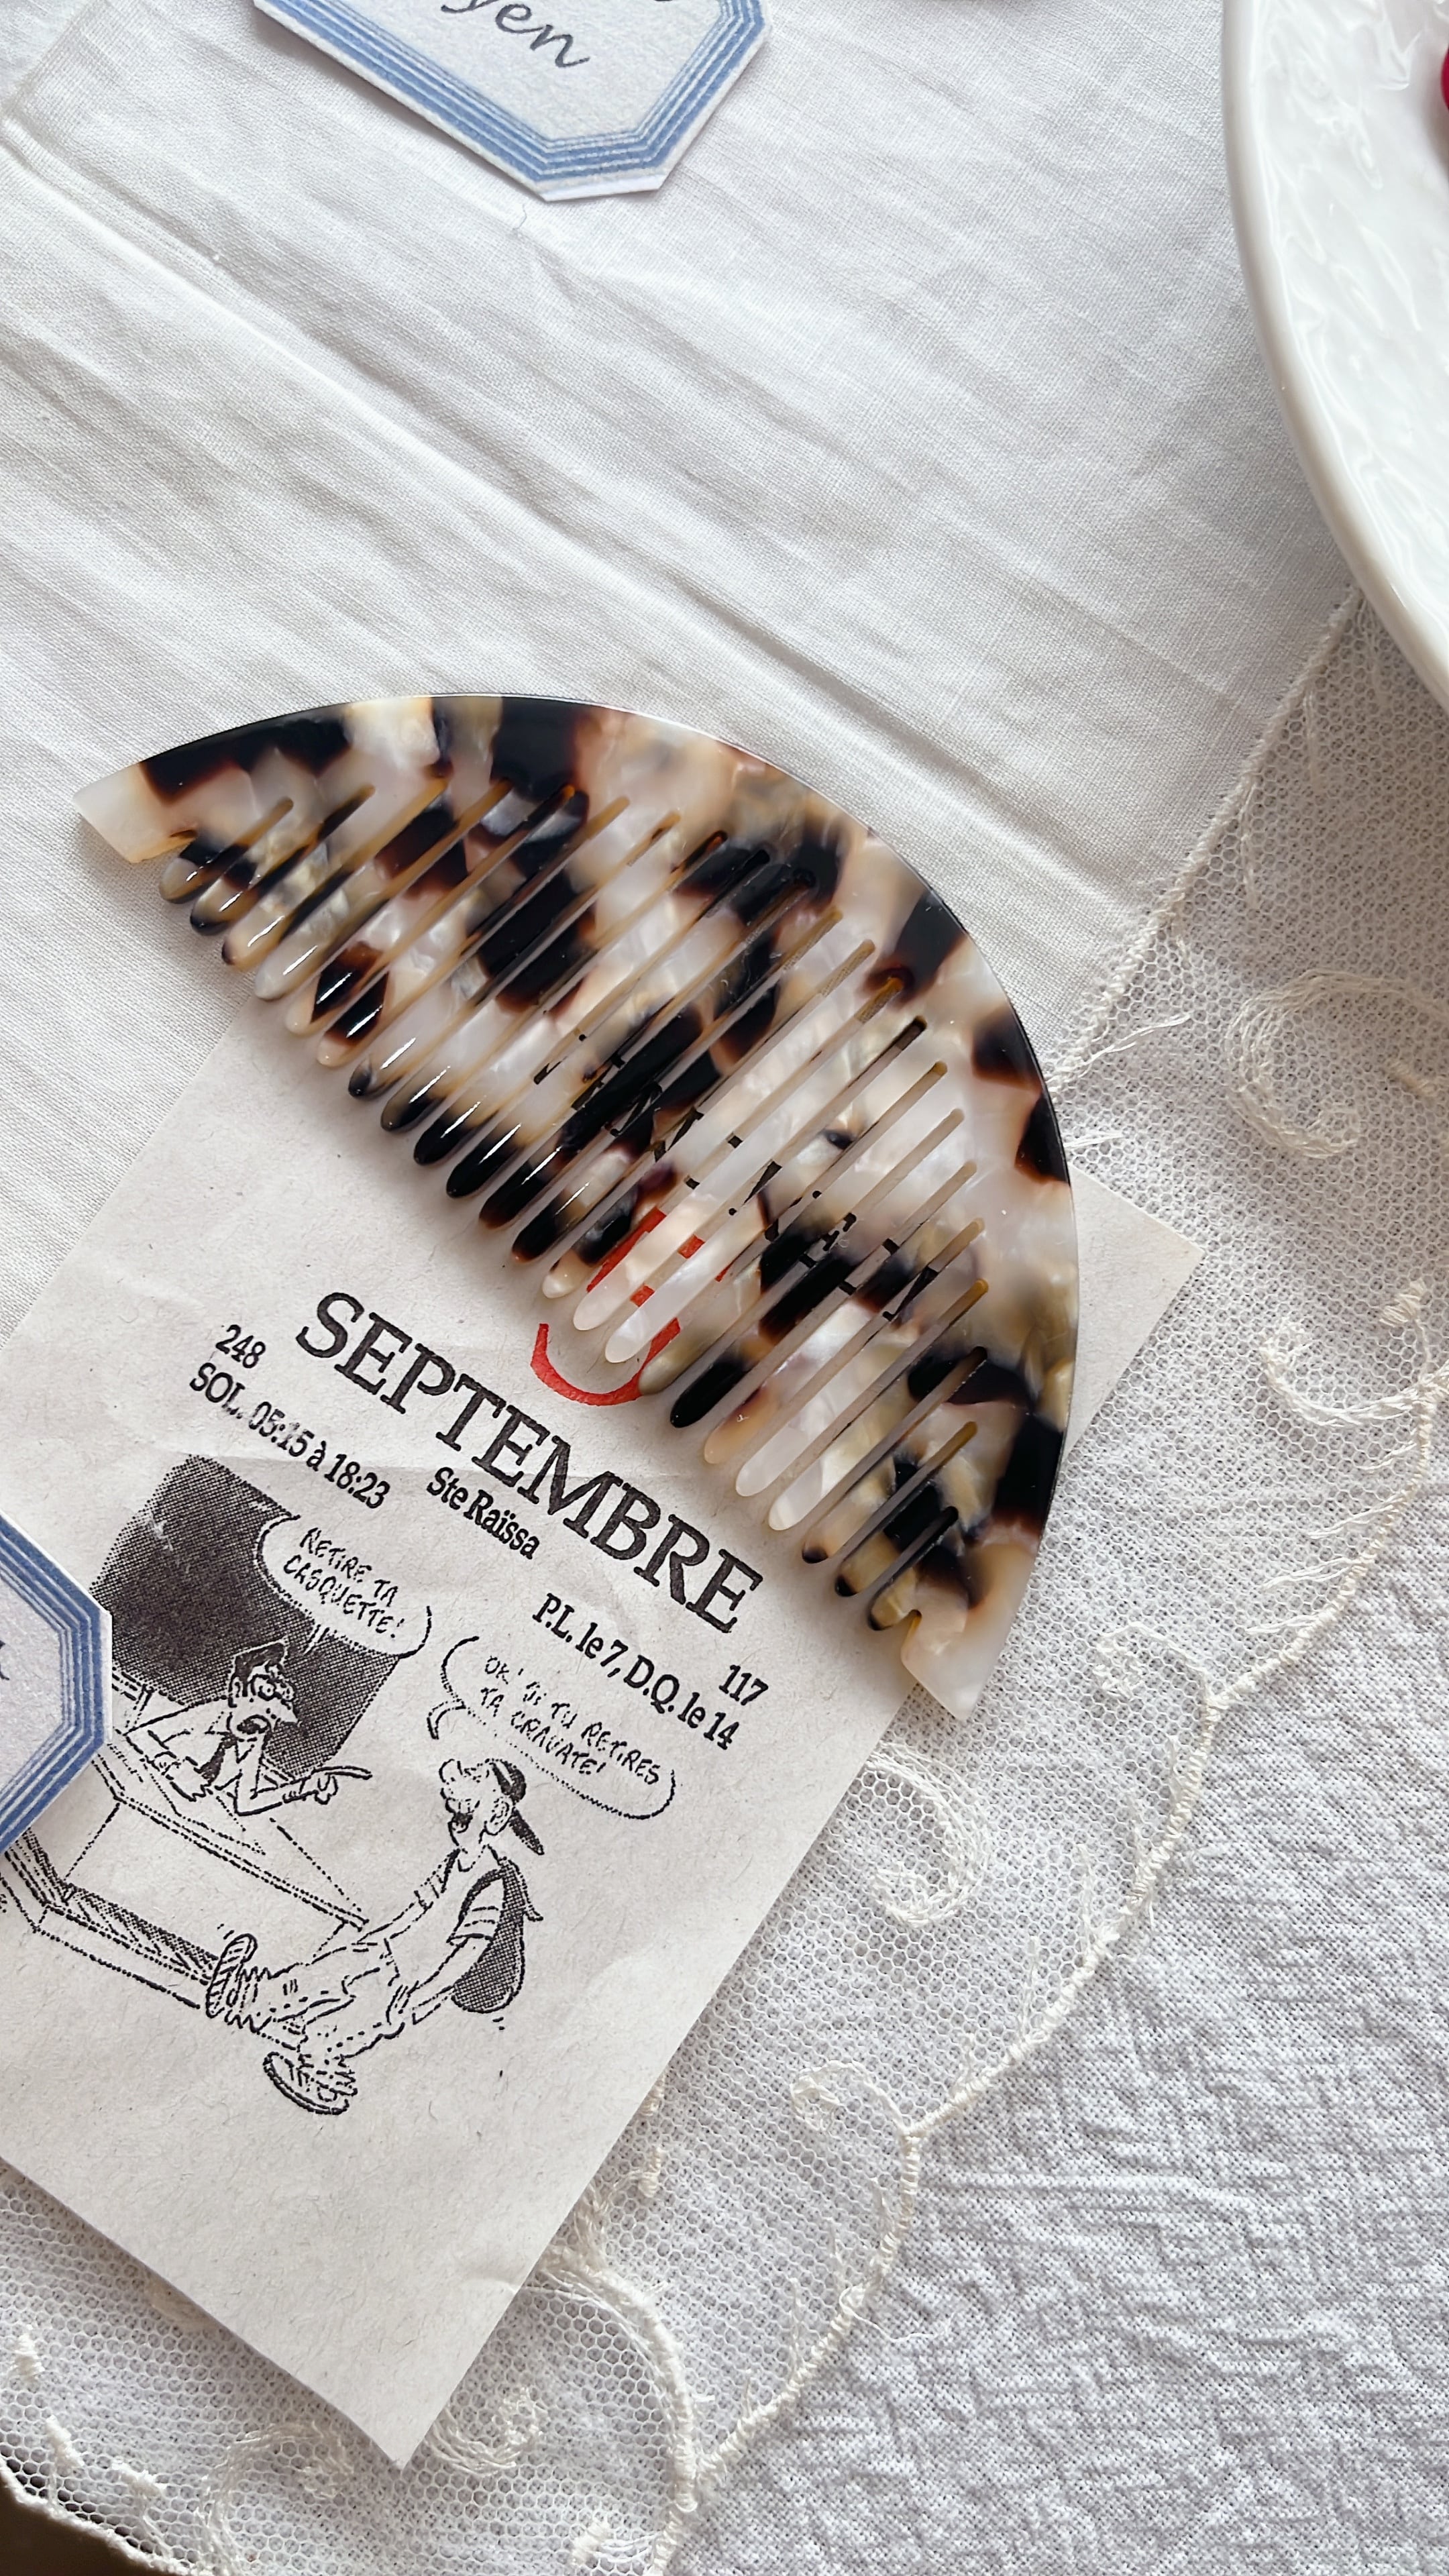 yen
SEPTEMBRE
248
SOL. 05:15 à 18:23
Ste Raïssa
117
P.L. le 7, D.Q. le 14
RETIRE TA
CASQUETTE!
OK! SI TU RETIRES
TA CRAVATE!